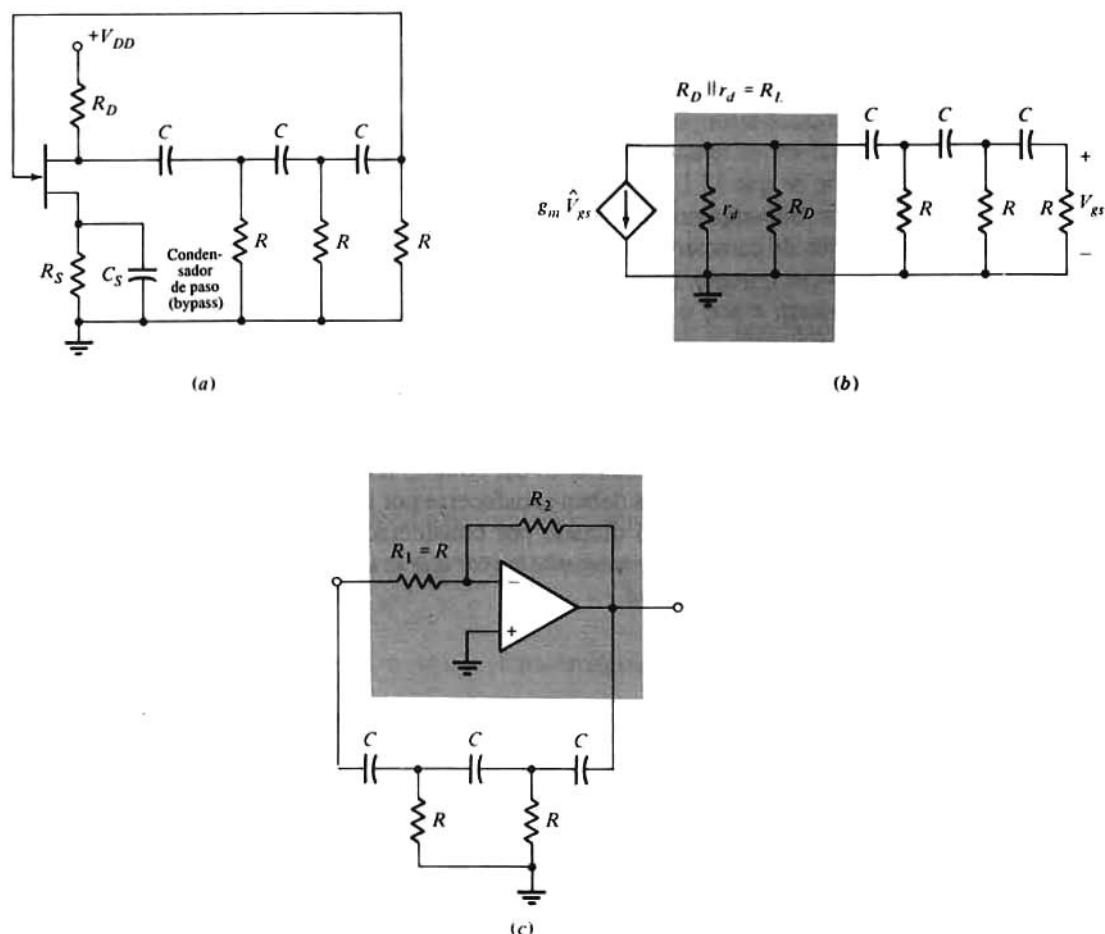 +V_DD
R_D
C
C
C
R_S
C_S
Conden-
sador
de paso
(bypass)
R
R
R
(a)
R_D || r_d = R_L
C
C
C
g_m V̂_gs
r_d
R_D
R
R
R
+
V_gs
−
(b)
R_2
R_1 = R
−
+
C
C
C
R
R
(c)